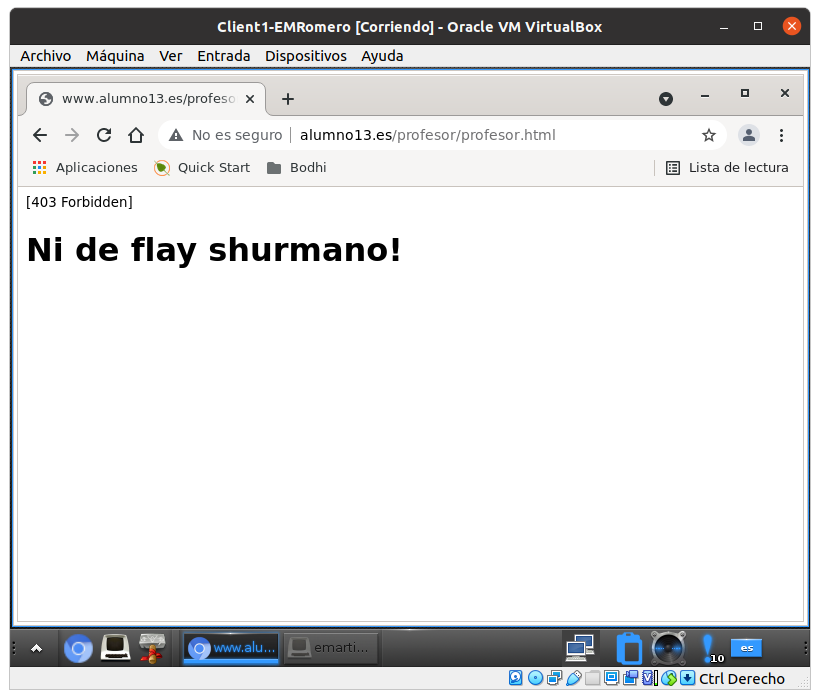 Client1-EMRomero [Corriendo] - Oracle VM VirtualBox
Archivo Máquina Ver Entrada Dispositivos Ayuda
www.alumno13.es/profeso
No es seguro alumno13.es/profesor/profesor.html
Aplicaciones Quick Start Bodhi Lista de lectura
[403 Forbidden]
Ni de flay shurmano!
www.alu... emarti... 10 es
Ctrl Derecho